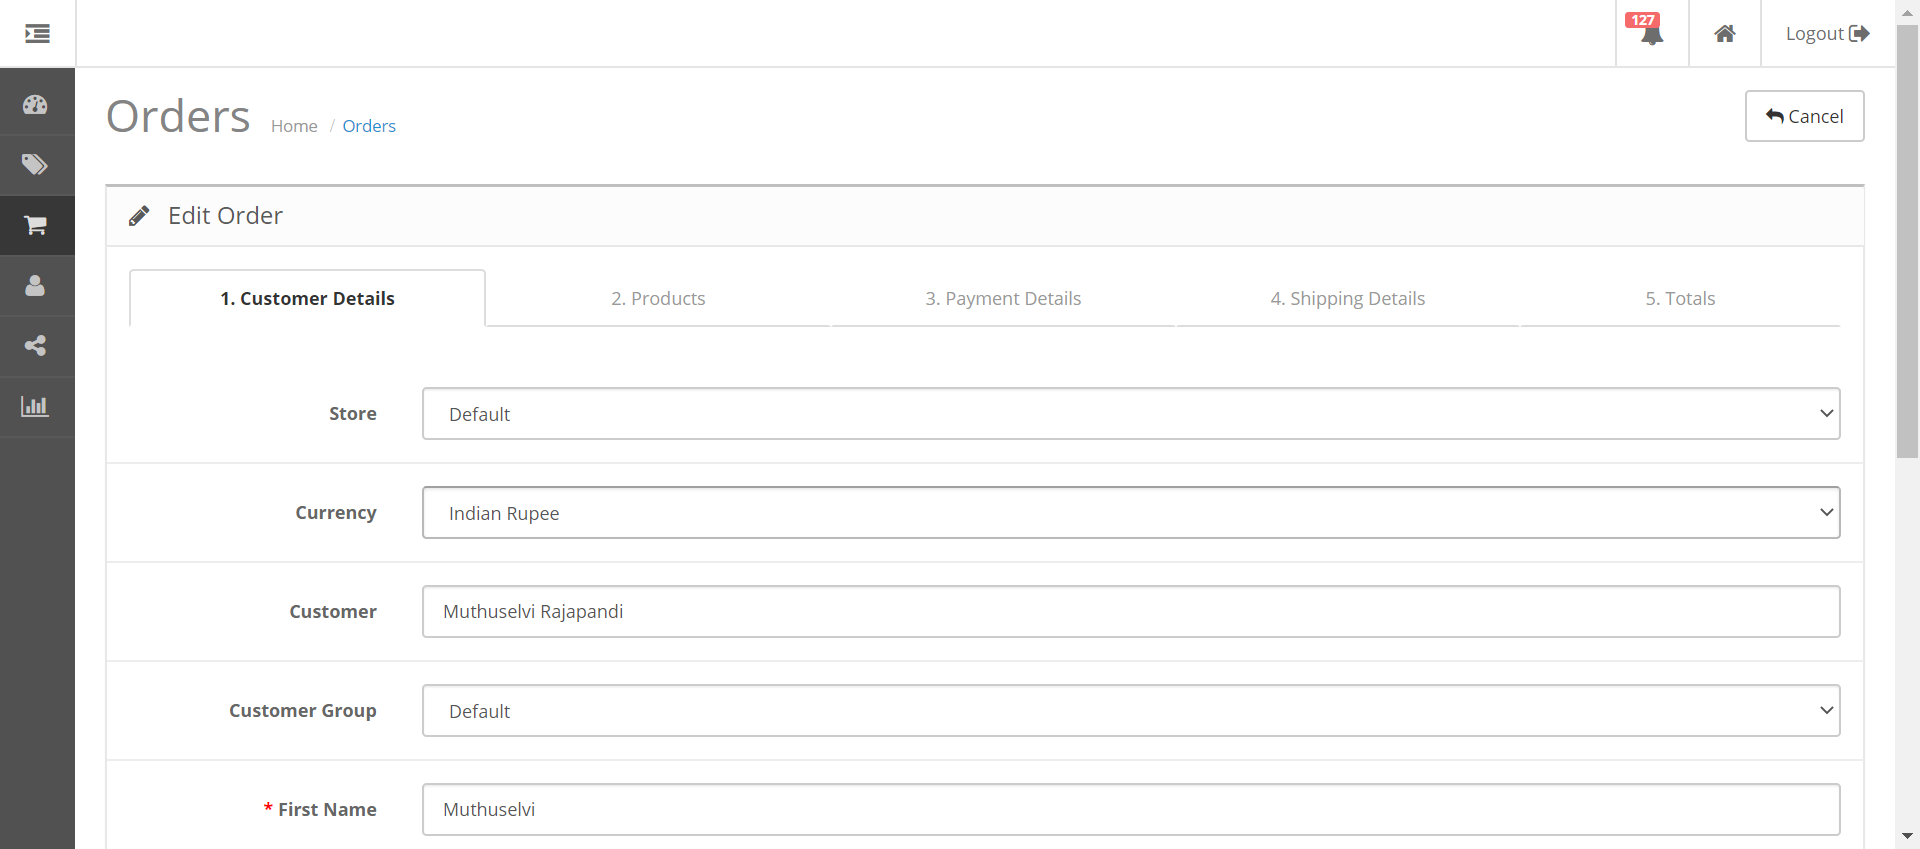 127
Logout
Orders
Home / Orders
Cancel
Edit Order
1. Customer Details
2. Products
3. Payment Details
4. Shipping Details
5. Totals
Store
Default
Currency
Indian Rupee
Customer
Muthuselvi Rajapandi
Customer Group
Default
* First Name
Muthuselvi